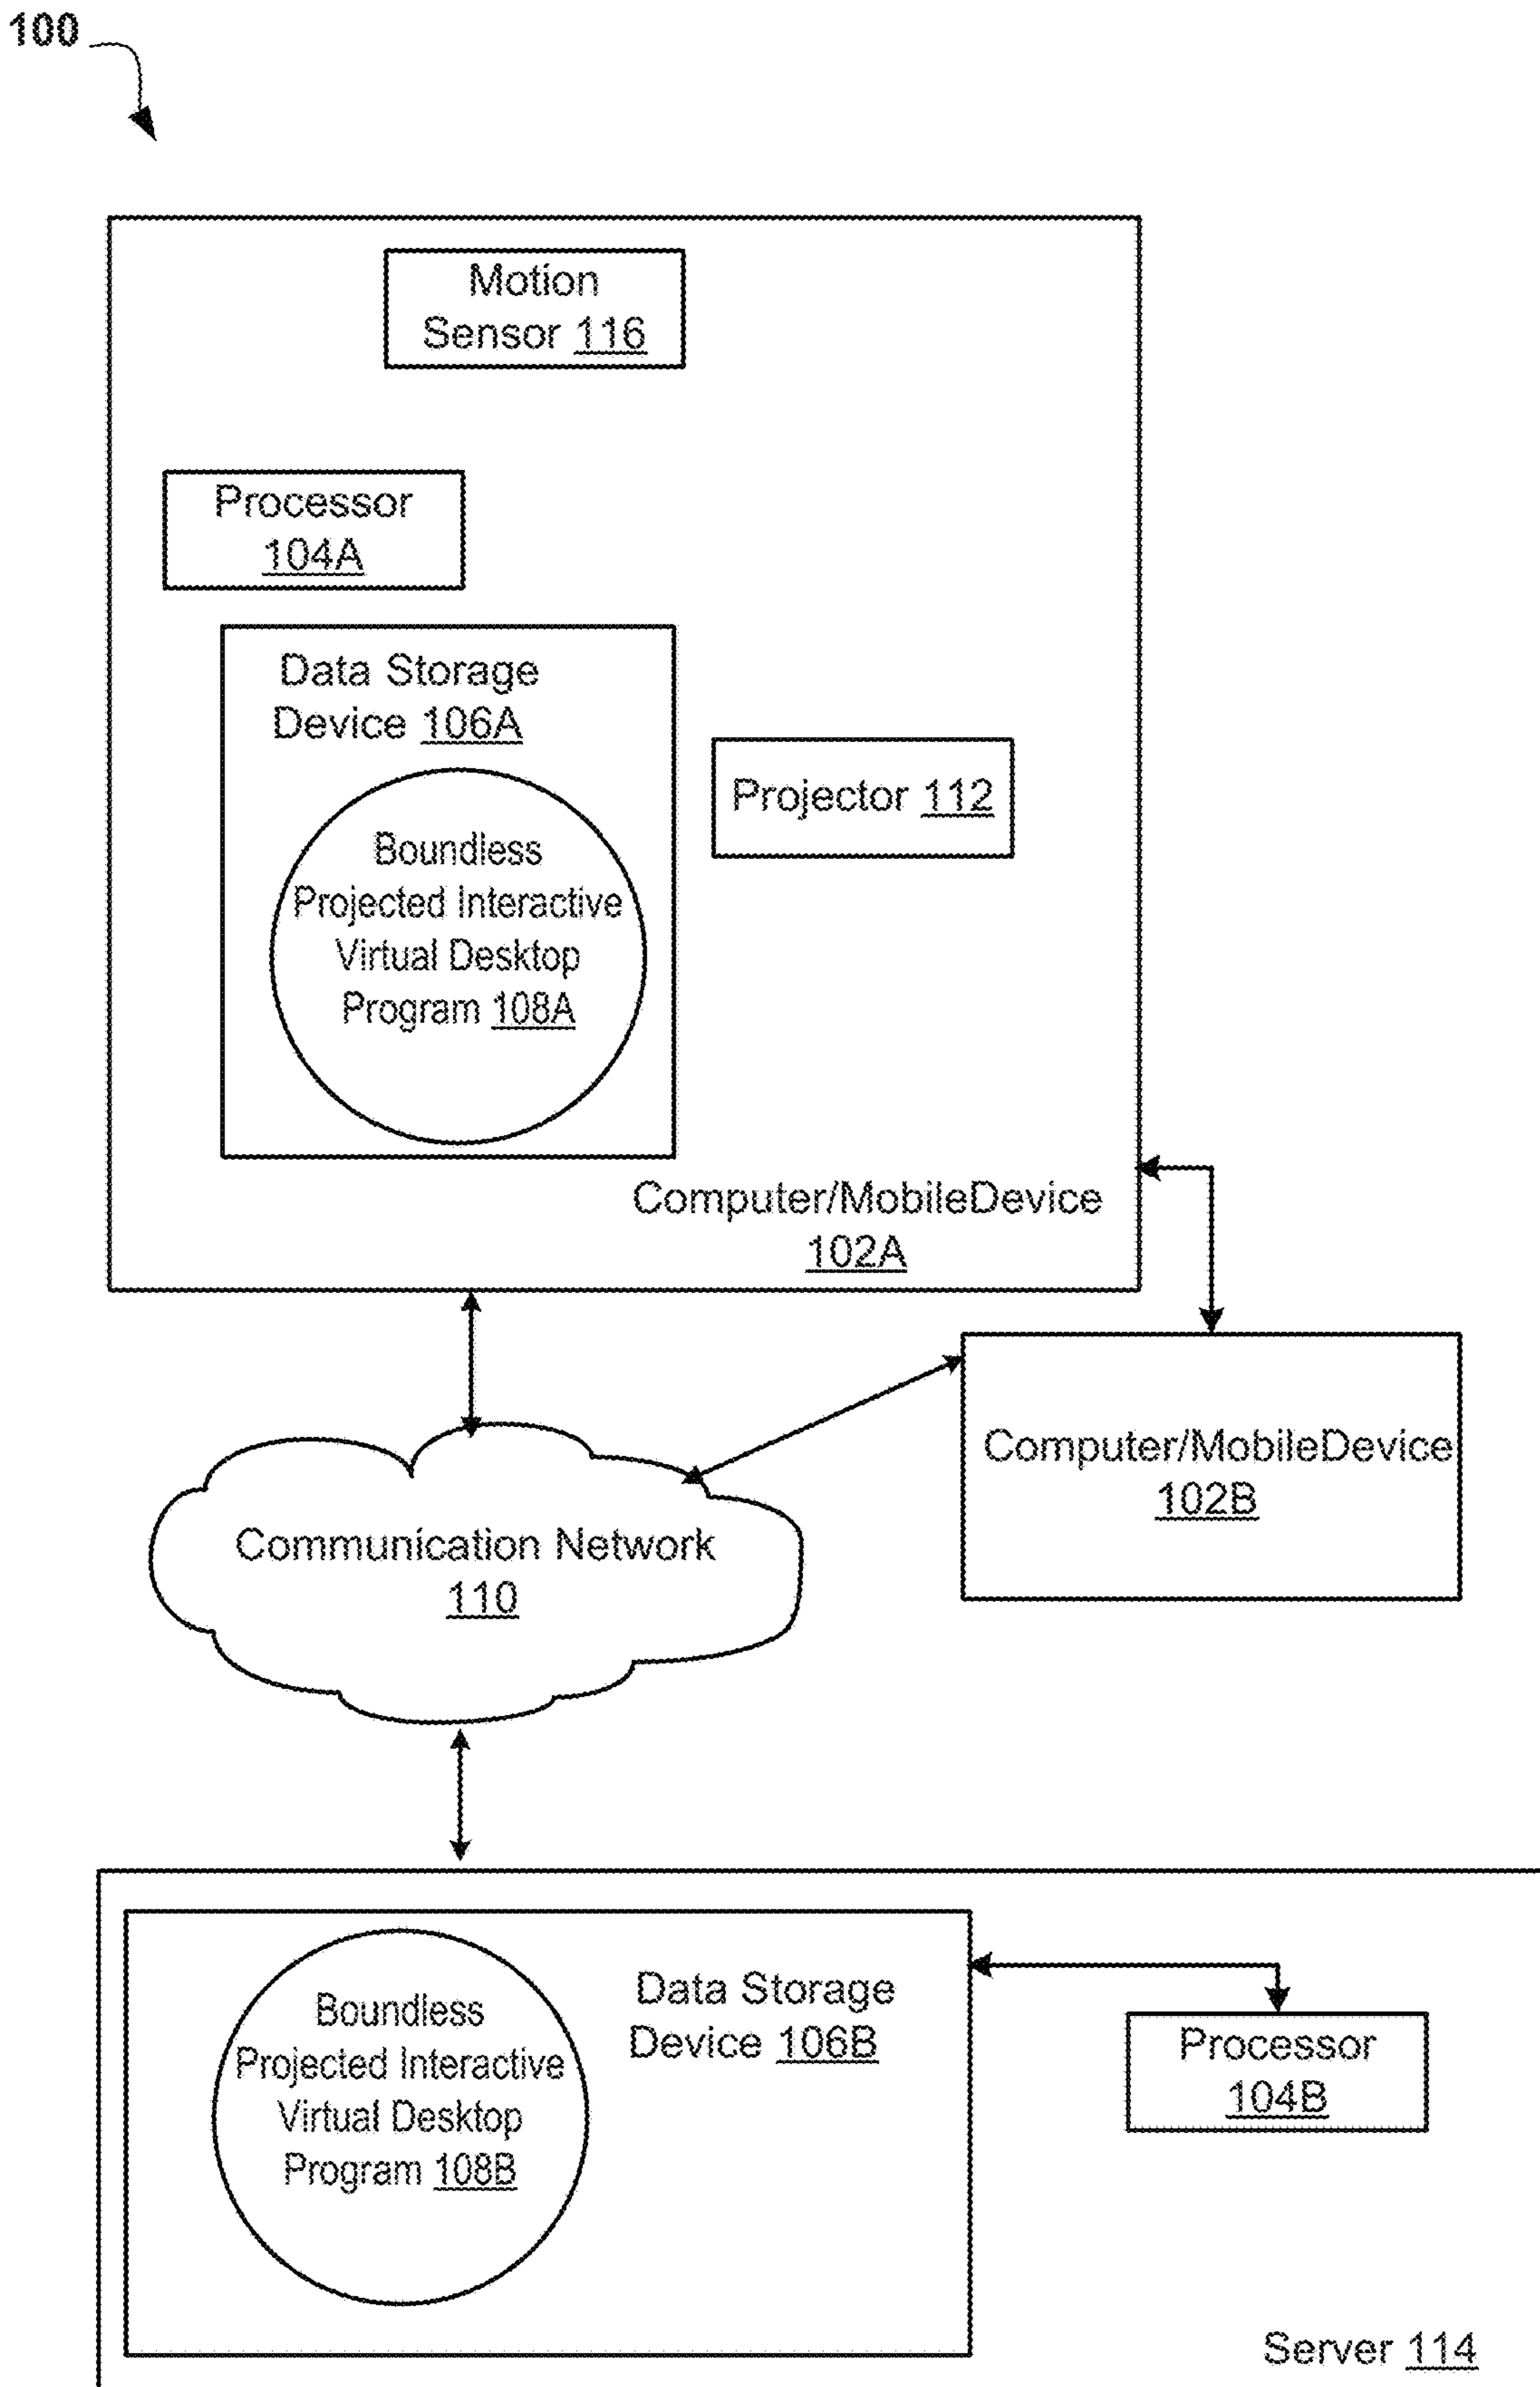 100
Motion
Sensor 116
Processor
104A
Data Storage
Device 106A
Boundless
Projected Interactive
Virtual Desktop
Program 108A
Projector 112
Computer/MobileDevice
102A
Computer/MobileDevice
102B
Communication Network
110
Boundless
Projected Interactive
Virtual Desktop
Program 108B
Data Storage
Device 106B
Processor
104B
Server 114